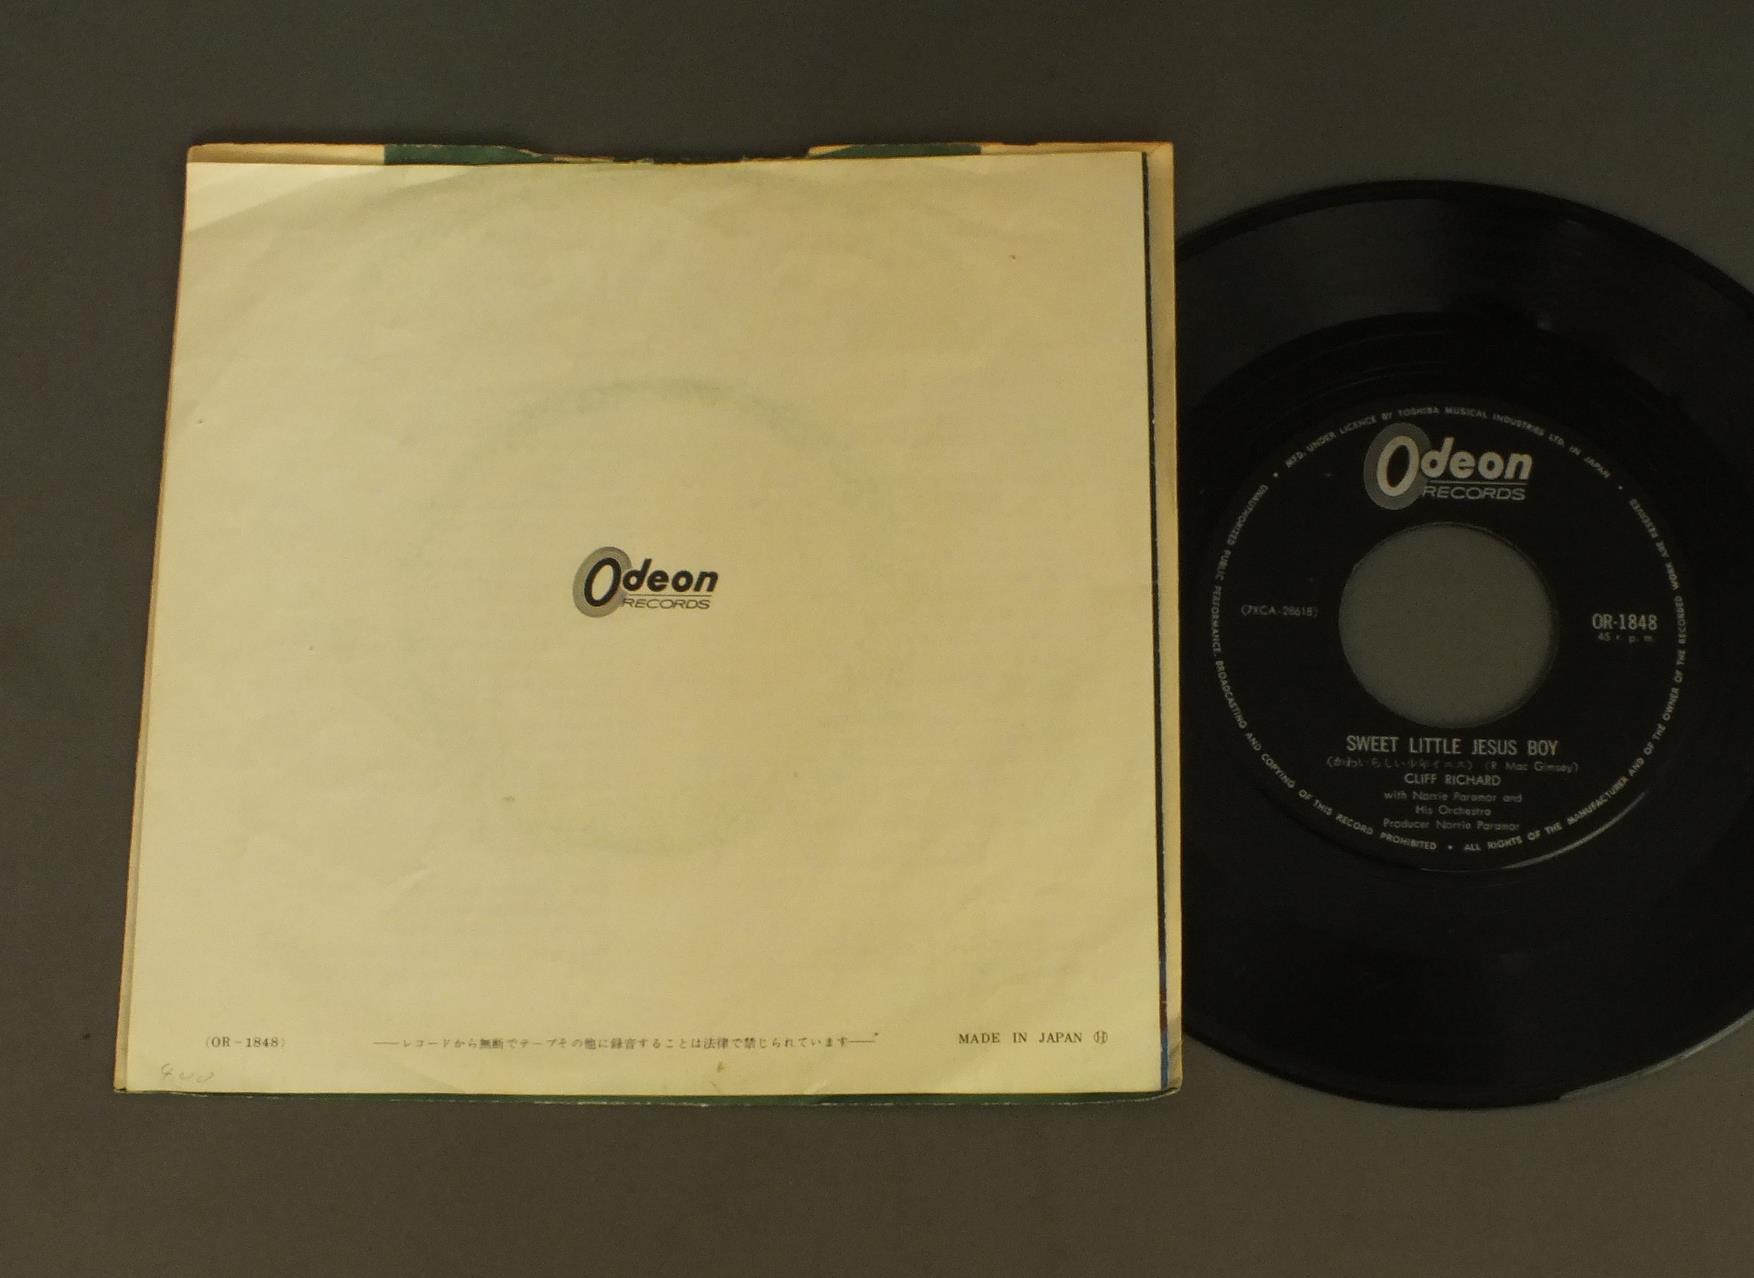 Odeon
RECORDS
(OR-1848)
——レコードから無断でテープその他に録音することは法律で禁じられています——
MADE IN JAPAN Ⓗ
400
MFD. UNDER LICENCE BY TOSHIBA MUSICAL INDUSTRIES LTD. IN JAPAN • UNAUTHORIZED PUBLIC PERFORMANCE, BROADCASTING AND COPYING OF THIS RECORD PROHIBITED • ALL RIGHTS OF THE MANUFACTURER AND OF THE OWNER OF THE RECORDED WORK ARE RESERVED •
Odeon
RECORDS
(7XCA-28618)
OR-1848
45 r. p. m.
SWEET LITTLE JESUS BOY
(かわいらしい少年イエス) (R. Mac Gimsey)
CLIFF RICHARD
with Norrie Paramor and
His Orchestra
Producer Norrie Paramor